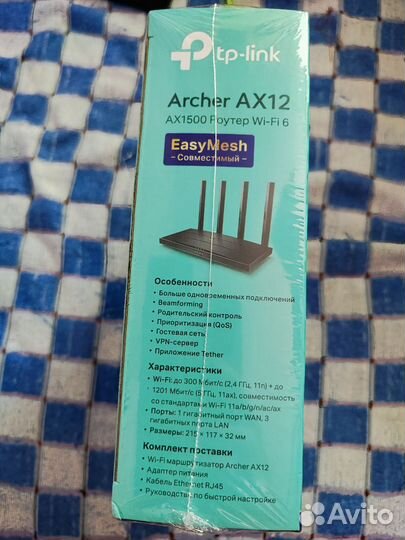 tp-link
Archer AX12
AX1500 Роутер Wi-Fi 6
EasyMesh
– Совместимый –
Особенности
• Больше одновременных подключений
• Beamforming
• Родительский контроль
• Приоритизация (QoS)
• Гостевая сеть
• VPN-сервер
• Приложение Tether
Характеристики
• Wi-Fi: до 300 Мбит/с (2,4 ГГц, 11n) + до
1201 Мбит/с (5 ГГц, 11ax), совместимость
со стандартами Wi-Fi 11a/b/g/n/ac/ax
• Порты: 1 гигабитный порт WAN, 3
гигабитных порта LAN
• Размеры: 215 × 117 × 32 мм
Комплект поставки
• Wi-Fi маршрутизатор Archer AX12
• Адаптер питания
• Кабель Ethernet RJ45
• Руководство по быстрой настройке
Avito